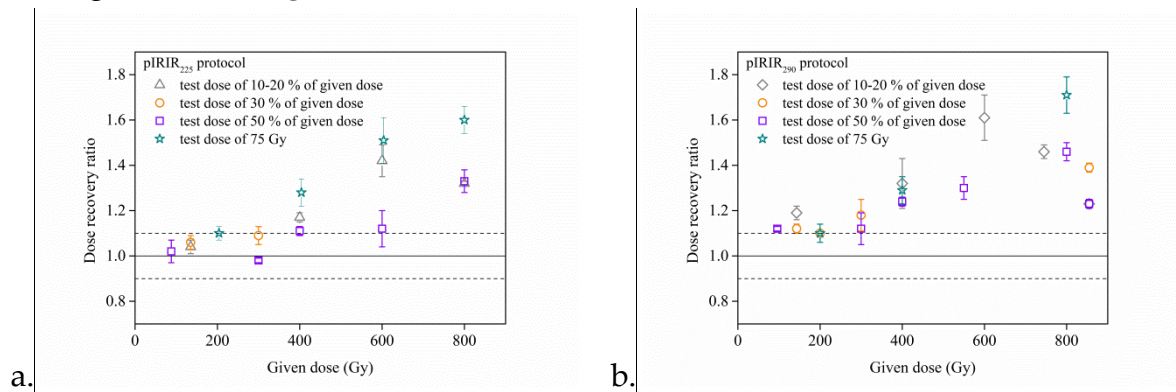 pIRIR225 protocol
test dose of 10-20 % of given dose
test dose of 30 % of given dose
test dose of 50 % of given dose
test dose of 75 Gy
Dose recovery ratio
1.8
1.6
1.4
1.2
1.0
0.8
0
200
400
600
800
Given dose (Gy)
a.
pIRIR290 protocol
test dose of 10-20 % of given dose
test dose of 30 % of given dose
test dose of 50 % of given dose
test dose of 75 Gy
Dose recovery ratio
1.8
1.6
1.4
1.2
1.0
0.8
0
200
400
600
800
Given dose (Gy)
b.